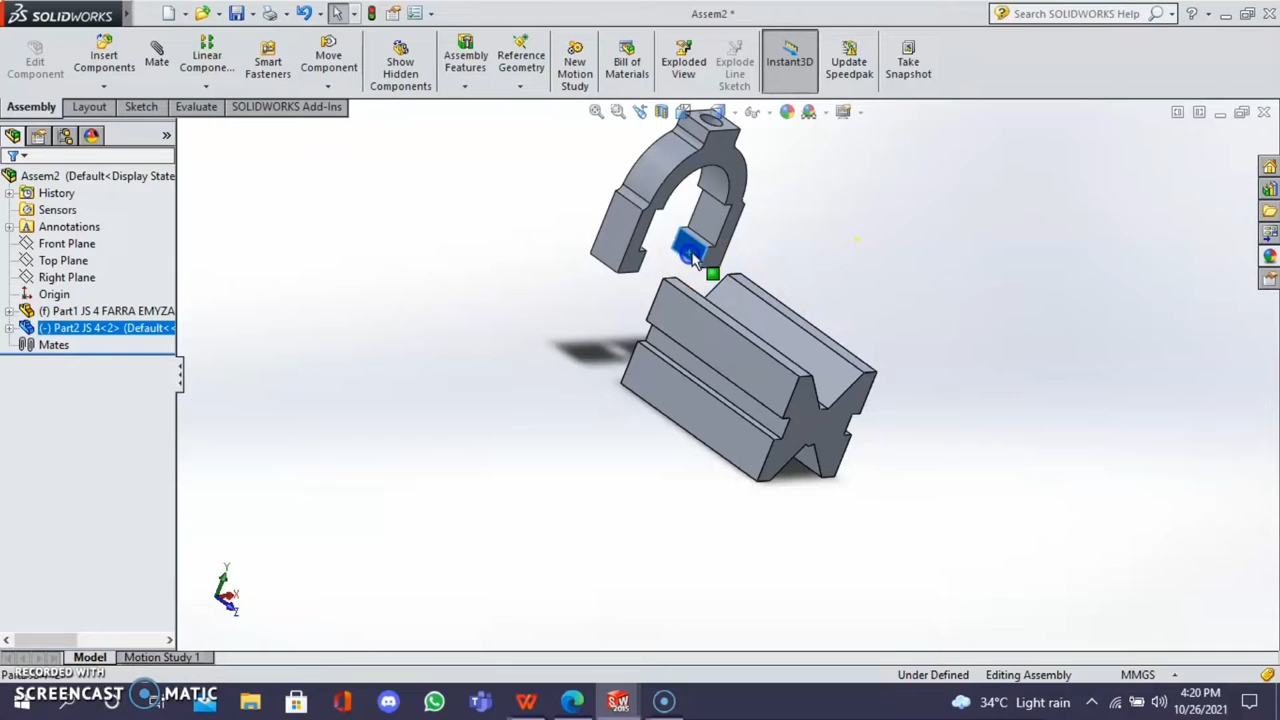 SOLIDWORKS
Assem2 *
Search SOLIDWORKS Help
Edit
Component
Insert
Components
Mate
Linear
Compone...
Smart
Fasteners
Move
Component
Show
Hidden
Components
Assembly
Features
Reference
Geometry
New
Motion
Study
Bill of
Materials
Exploded
View
Explode
Line
Sketch
Instant3D
Update
Speedpak
Take
Snapshot
Assembly
Layout
Sketch
Evaluate
SOLIDWORKS Add-Ins
Assem2 (Default<Display State
History
Sensors
Annotations
Front Plane
Top Plane
Right Plane
Origin
(f) Part1 JS 4 FARRA EMYZA
(-) Part2 JS 4<2> (Default<<
Mates
Y
X
Z
Model
Motion Study 1
RECORDED WITH
Under Defined
Editing Assembly
MMGS
SCREENCAST
MATIC
34°C Light rain
4:20 PM
10/26/2021